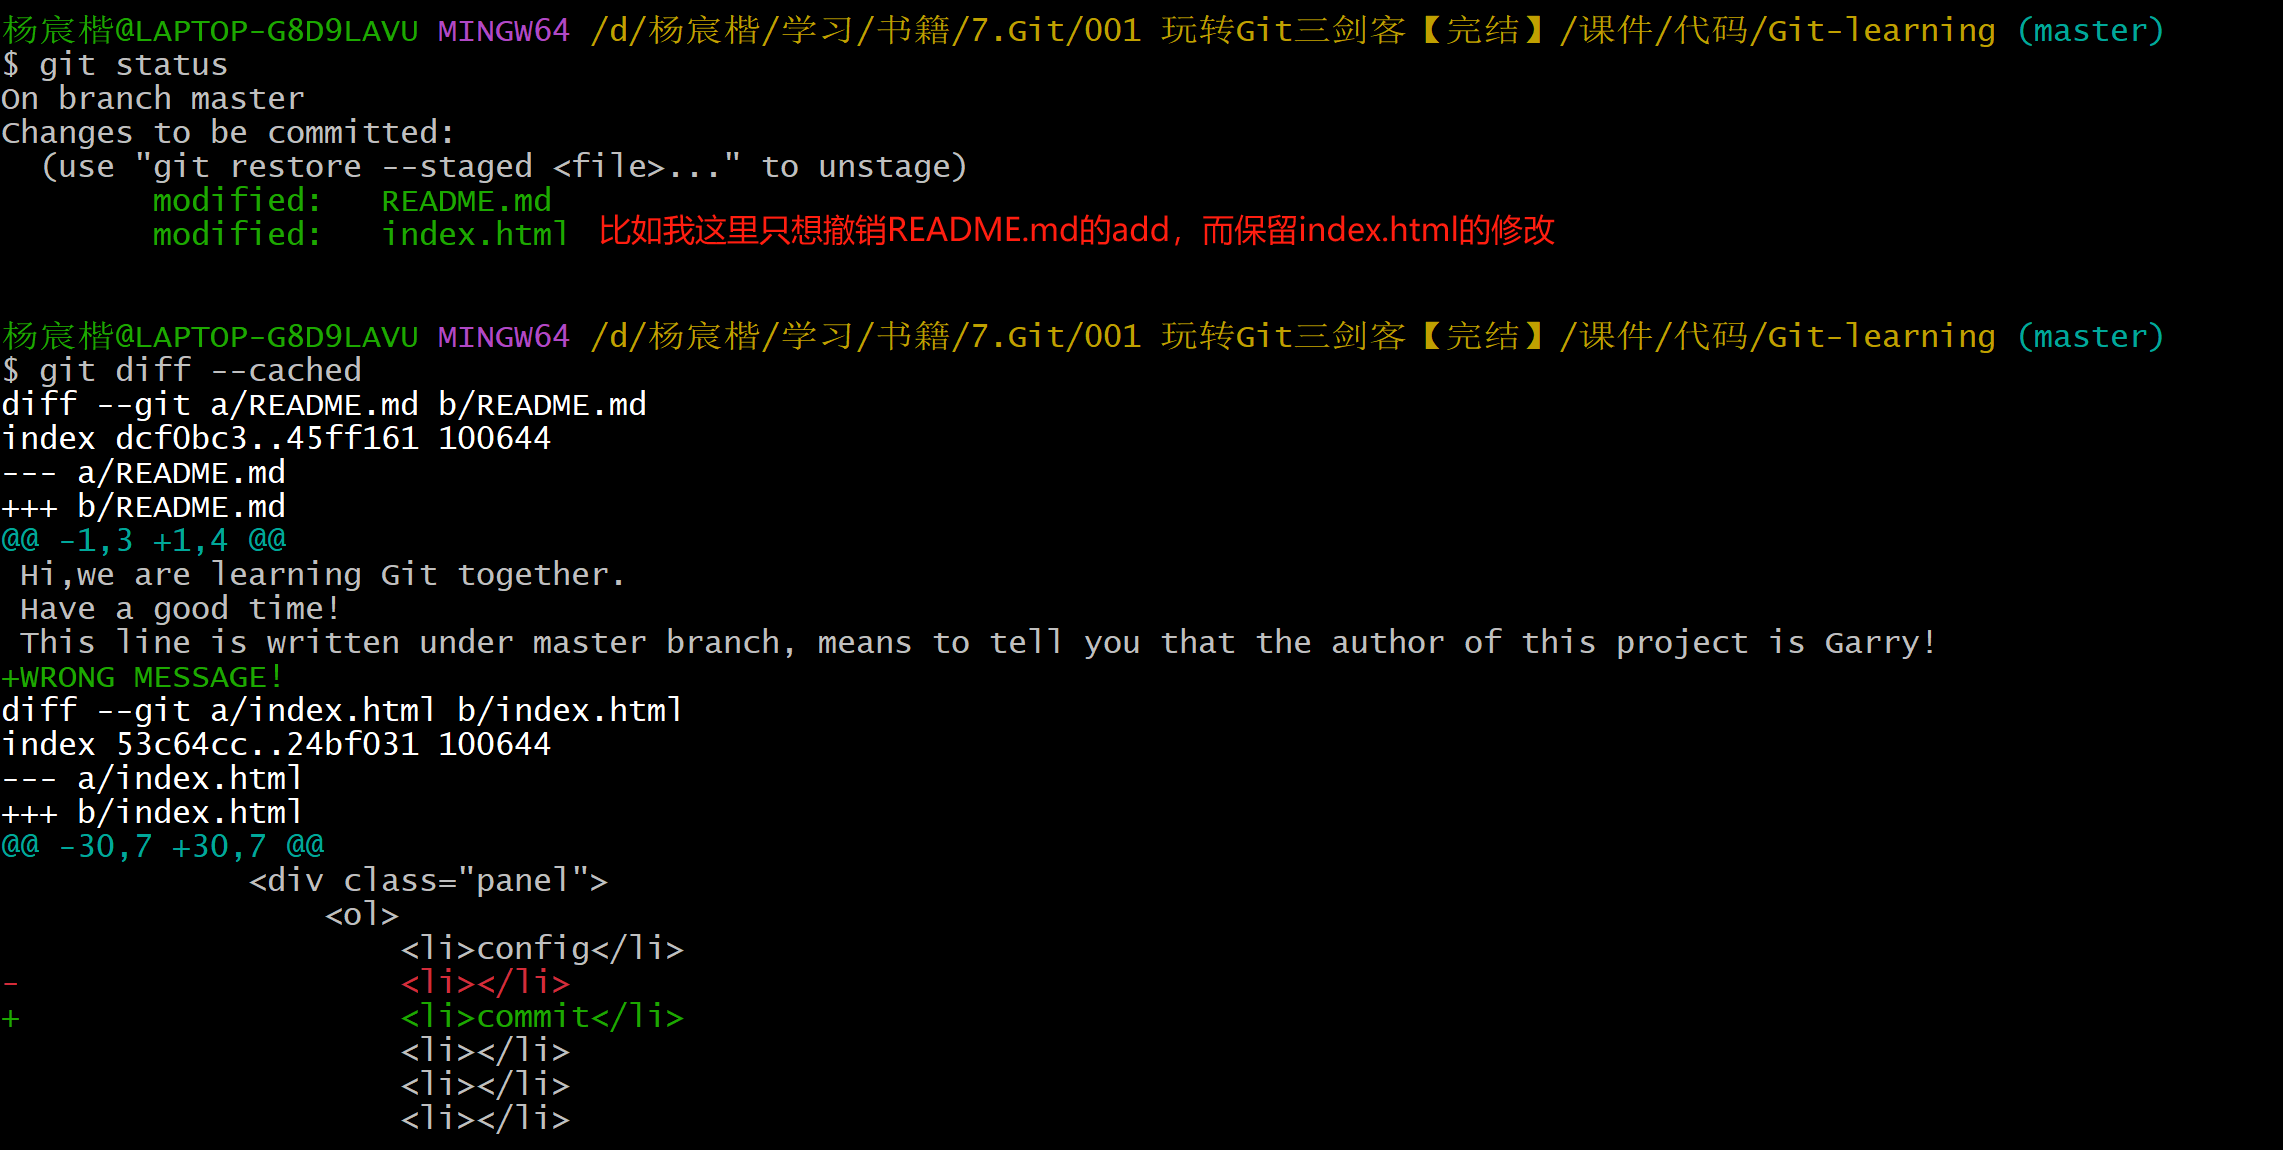 杨宸楷@LAPTOP-G8D9LAVU MINGW64 /d/杨宸楷/学习/书籍/7.Git/001 玩转Git三剑客【完结】/课件/代码/Git-learning (master)
$ git status
On branch master
Changes to be committed:
  (use "git restore --staged <file>..." to unstage)
        modified:   README.md
        modified:   index.html 比如我这里只想撤销README.md的add，而保留index.html的修改
杨宸楷@LAPTOP-G8D9LAVU MINGW64 /d/杨宸楷/学习/书籍/7.Git/001 玩转Git三剑客【完结】/课件/代码/Git-learning (master)
$ git diff --cached
diff --git a/README.md b/README.md
index dcf0bc3..45ff161 100644
--- a/README.md
+++ b/README.md
@@ -1,3 +1,4 @@
 Hi,we are learning Git together.
 Have a good time!
 This line is written under master branch, means to tell you that the author of this project is Garry!
+WRONG MESSAGE!
diff --git a/index.html b/index.html
index 53c64cc..24bf031 100644
--- a/index.html
+++ b/index.html
@@ -30,7 +30,7 @@
             <div class="panel">
                 <ol>
                     <li>config</li>
-                    <li></li>
+                    <li>commit</li>
                     <li></li>
                     <li></li>
                     <li></li>